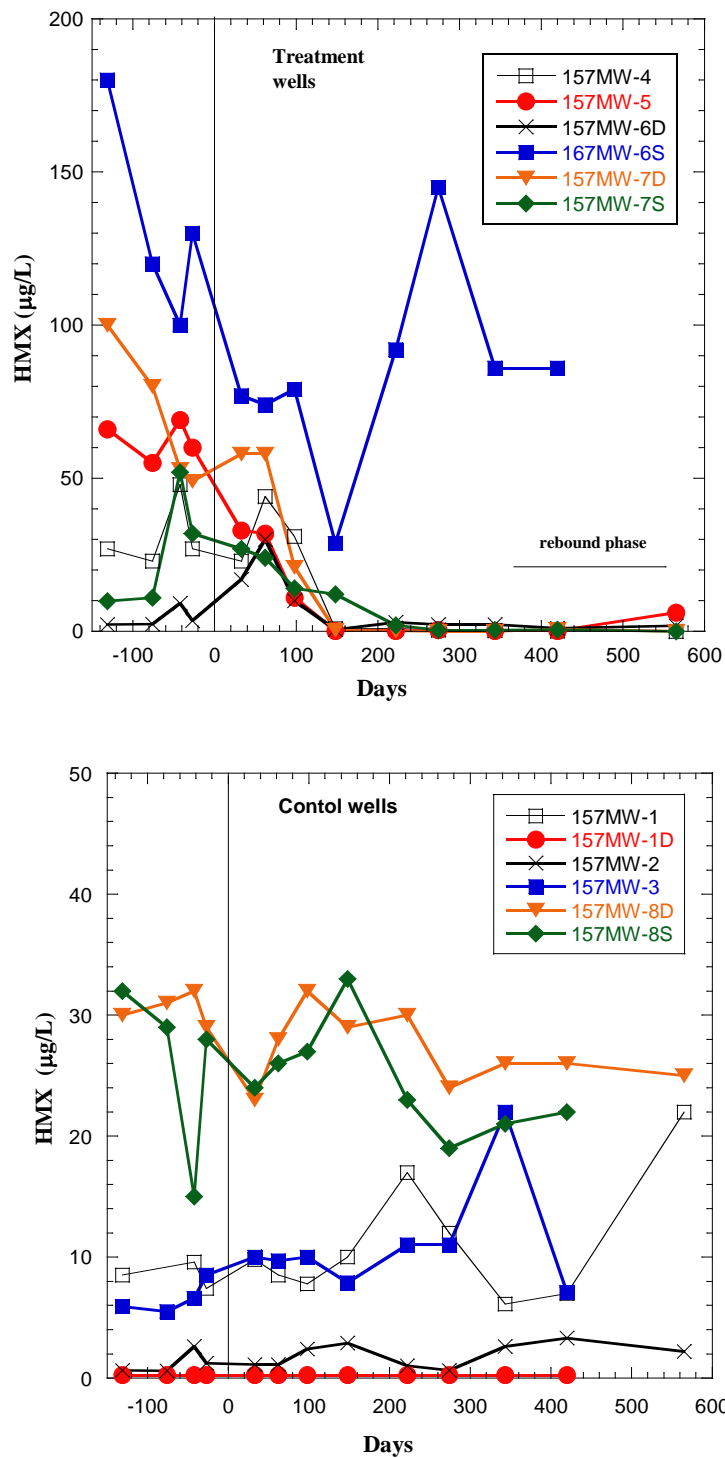 200
150
100
50
0
HMX (µg/L)
Treatment
wells
157MW-4
157MW-5
157MW-6D
167MW-6S
157MW-7D
157MW-7S
rebound phase
-100 0 100 200 300 400 500 600
Days
50
40
30
20
10
0
HMX (µg/L)
Contol wells
157MW-1
157MW-1D
157MW-2
157MW-3
157MW-8D
157MW-8S
-100 0 100 200 300 400 500 600
Days